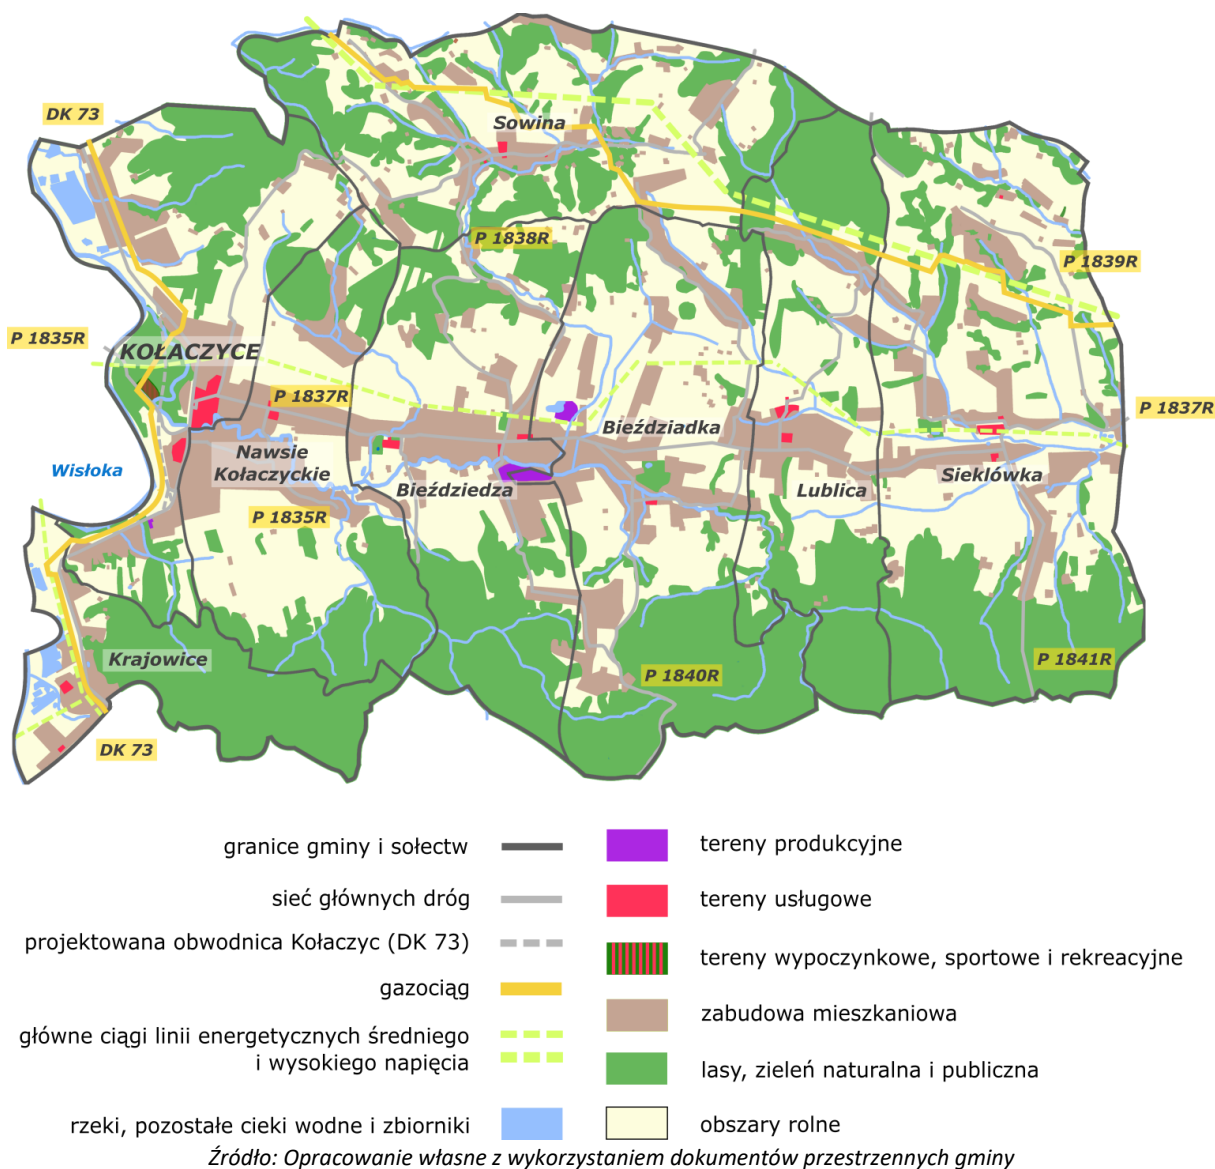 DK 73
Sowina
P 1838R
P 1839R
P 1835R
KOŁACZYCE
P 1837R
P 1837R
Bieździadka
Nawsie
Kołaczyckie
Wisłoka
Bieździedza
Lublica
Sieklówka
P 1835R
Krajowice
P 1841R
P 1840R
DK 73
granice gminy i sołectw
tereny produkcyjne
sieć głównych dróg
tereny usługowe
projektowana obwodnica Kołaczyc (DK 73)
tereny wypoczynkowe, sportowe i rekreacyjne
gazociąg
zabudowa mieszkaniowa
główne ciągi linii energetycznych średniego
i wysokiego napięcia
lasy, zieleń naturalna i publiczna
rzeki, pozostałe cieki wodne i zbiorniki
obszary rolne
Źródło: Opracowanie własne z wykorzystaniem dokumentów przestrzennych gminy